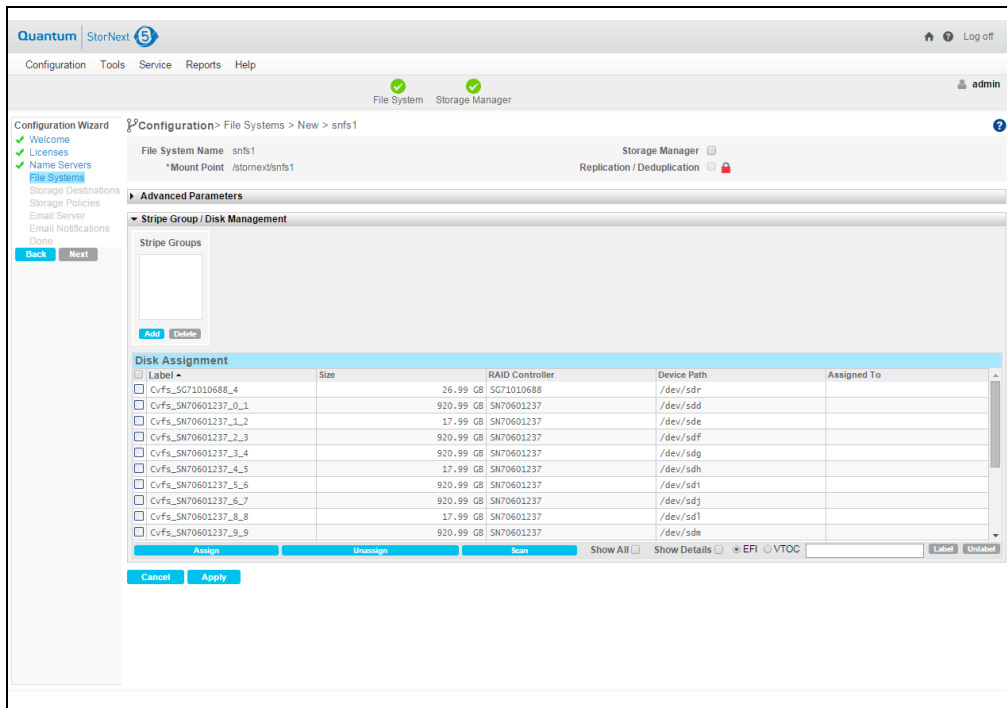 Quantum StorNext 5
Log off
Configuration Tools Service Reports Help
File System Storage Manager
admin
Configuration Wizard
Welcome
Licenses
Name Servers
File Systems
Storage Destinations
Storage Policies
Email Server
Email Notifications
Done
Back Next
Configuration> File Systems > New > snfs1
File System Name snfs1
Storage Manager
*Mount Point /stornext/snfs1
Replication / Deduplication
Advanced Parameters
Stripe Group / Disk Management
Stripe Groups
Add Delete
Disk Assignment
Label Size RAID Controller Device Path Assigned To
Cvfs_SG71010688_4 26.99 GB SG71010688 /dev/sdr
Cvfs_SN70601237_0_1 920.99 GB SN70601237 /dev/sdd
Cvfs_SN70601237_1_2 17.99 GB SN70601237 /dev/sde
Cvfs_SN70601237_2_3 920.99 GB SN70601237 /dev/sdf
Cvfs_SN70601237_3_4 920.99 GB SN70601237 /dev/sdg
Cvfs_SN70601237_4_5 17.99 GB SN70601237 /dev/sdh
Cvfs_SN70601237_5_6 920.99 GB SN70601237 /dev/sdi
Cvfs_SN70601237_6_7 920.99 GB SN70601237 /dev/sdj
Cvfs_SN70601237_8_8 17.99 GB SN70601237 /dev/sdl
Cvfs_SN70601237_9_9 920.99 GB SN70601237 /dev/sdm
Assign Unassign Scan Show All Show Details EFI VTOC Label Unlabel
Cancel Apply